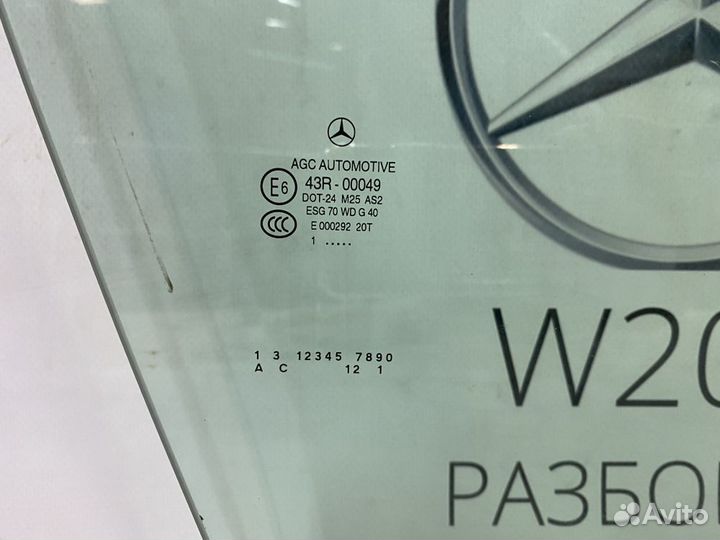 AGC AUTOMOTIVE
E6 43R - 00049
DOT-24 M25 AS2
ESG 70 WD G 40
CCC
E 000292 20T
1 .....
1 3 12345 7890
A C 12 1
W20
РАЗБО
Avito